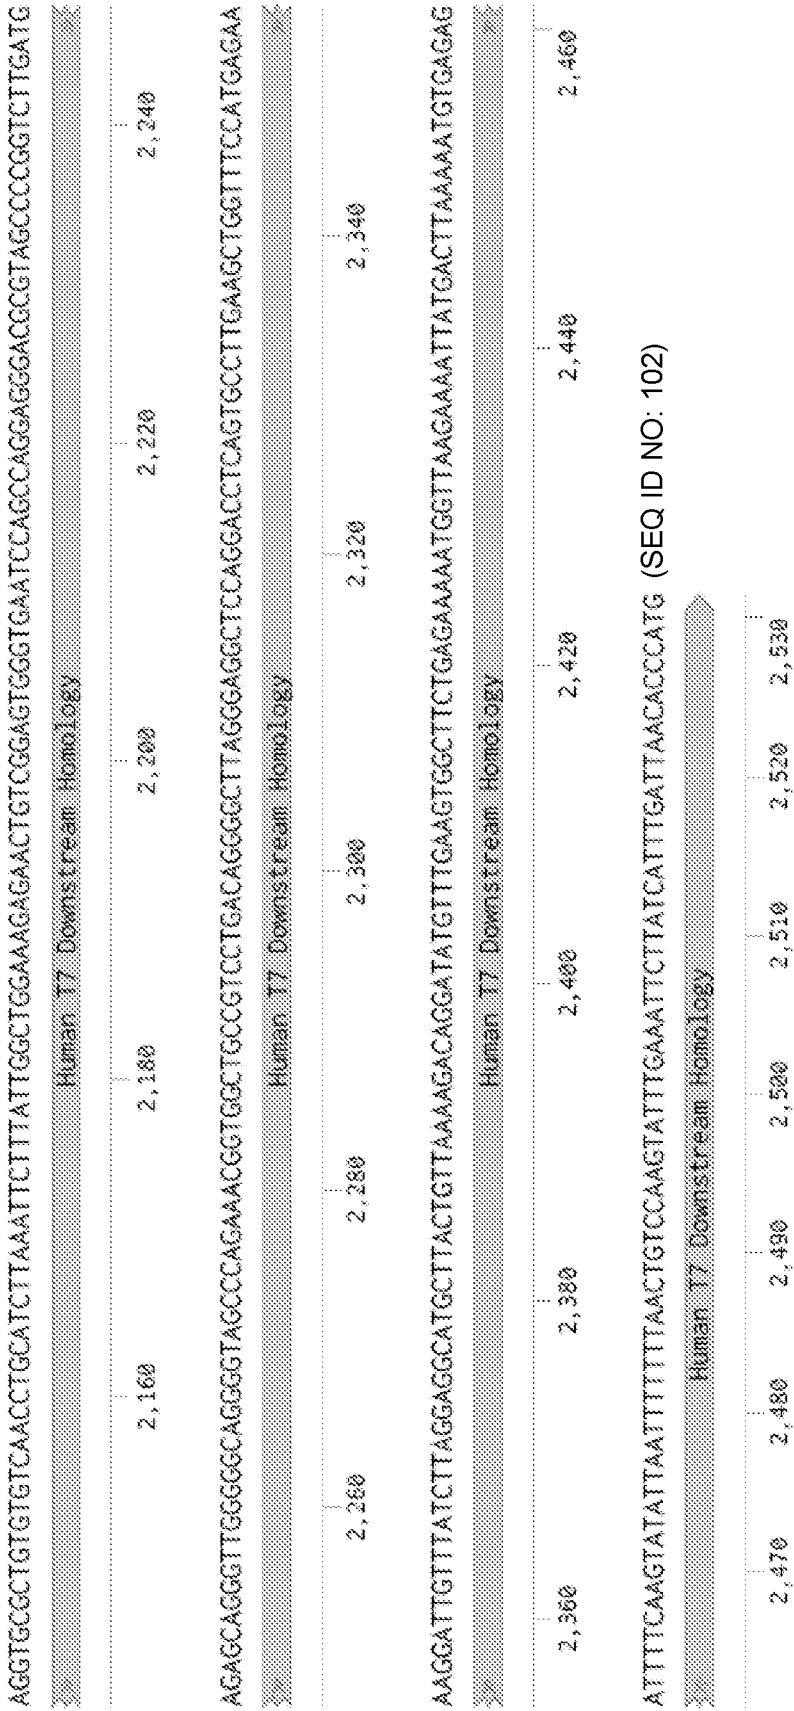 AGGTGCGCTGTGTGTCAACCTGCATCTTAAATTCTTTATTGGCTGGAAAGAGAACTGTCGGAGTGGGTGAATCCAGCCAGGAGGGACGCGTAGCCCCGGTCTTGATG
Human T7 Downstream Homology
2,160 2,180 2,200 2,220 2,240
AGAGCAGGGTTGGGGGCAGGGGTAGCCCAGAAACGGTGGCTGCCGTCCTGACAGGGGCTTAGGGAGGCTCCAGGACCTCAGTGCCTTGAAGCTGGTTTCCATGAGAA
Human T7 Downstream Homology
2,260 2,280 2,300 2,320 2,340
AAGGATTGTTTATCTTAGGAGGCATGCTTACTGTTAAAAGACAGGATATGTTTGAAGTGGCTTCTGAGAAAAATGGTTAAGAAAATTATGACTTAAAAATGTGAGAG
Human T7 Downstream Homology
2,360 2,380 2,400 2,420 2,440 2,460
ATTTTCAAGTATATTAATTTTTTTAACTGTCCAAGTATTTGAAATTCTTATCATTTGATTAACACCCATG (SEQ ID NO: 102)
Human T7 Downstream Homology
2,470 2,480 2,490 2,500 2,510 2,520 2,530